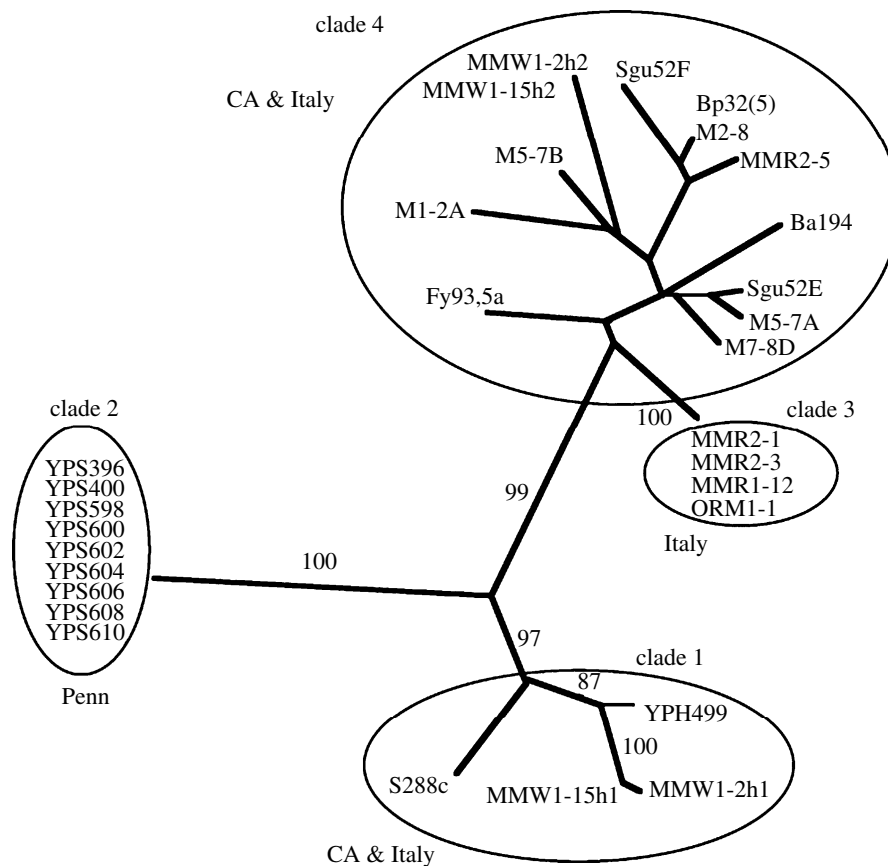 clade 4
CA & Italy
MMW1-2h2
MMW1-15h2
Sgu52F
Bp32(5)
M2-8
MMR2-5
M5-7B
M1-2A
Ba194
Fy93,5a
Sgu52E
M5-7A
M7-8D
clade 2
YPS396
YPS400
YPS598
YPS600
YPS602
YPS604
YPS606
YPS608
YPS610
Penn
100
clade 3
MMR2-1
MMR2-3
MMR1-12
ORM1-1
Italy
99
100
97
clade 1
87
YPH499
100
S288c
MMW1-15h1
MMW1-2h1
CA & Italy